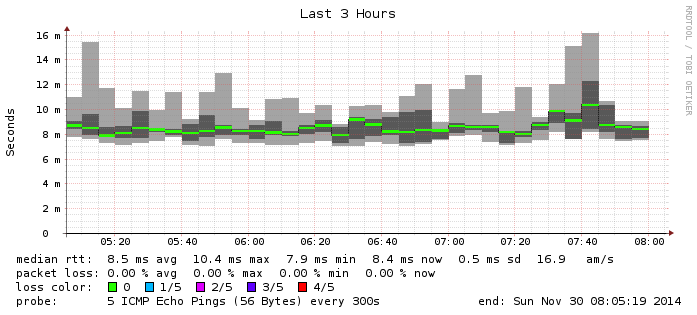 Last 3 Hours
RRDTOOL / TOBI OETIKER
Seconds
16 m
14 m
12 m
10 m
8 m
6 m
4 m
2 m
0
05:20 05:40 06:00 06:20 06:40 07:00 07:20 07:40 08:00
median rtt: 8.5 ms avg 10.4 ms max 7.9 ms min 8.4 ms now 0.5 ms sd 16.9 am/s
packet loss: 0.00 % avg 0.00 % max 0.00 % min 0.00 % now
loss color: 0 1/5 2/5 3/5 4/5
probe: 5 ICMP Echo Pings (56 Bytes) every 300s end: Sun Nov 30 08:05:19 2014